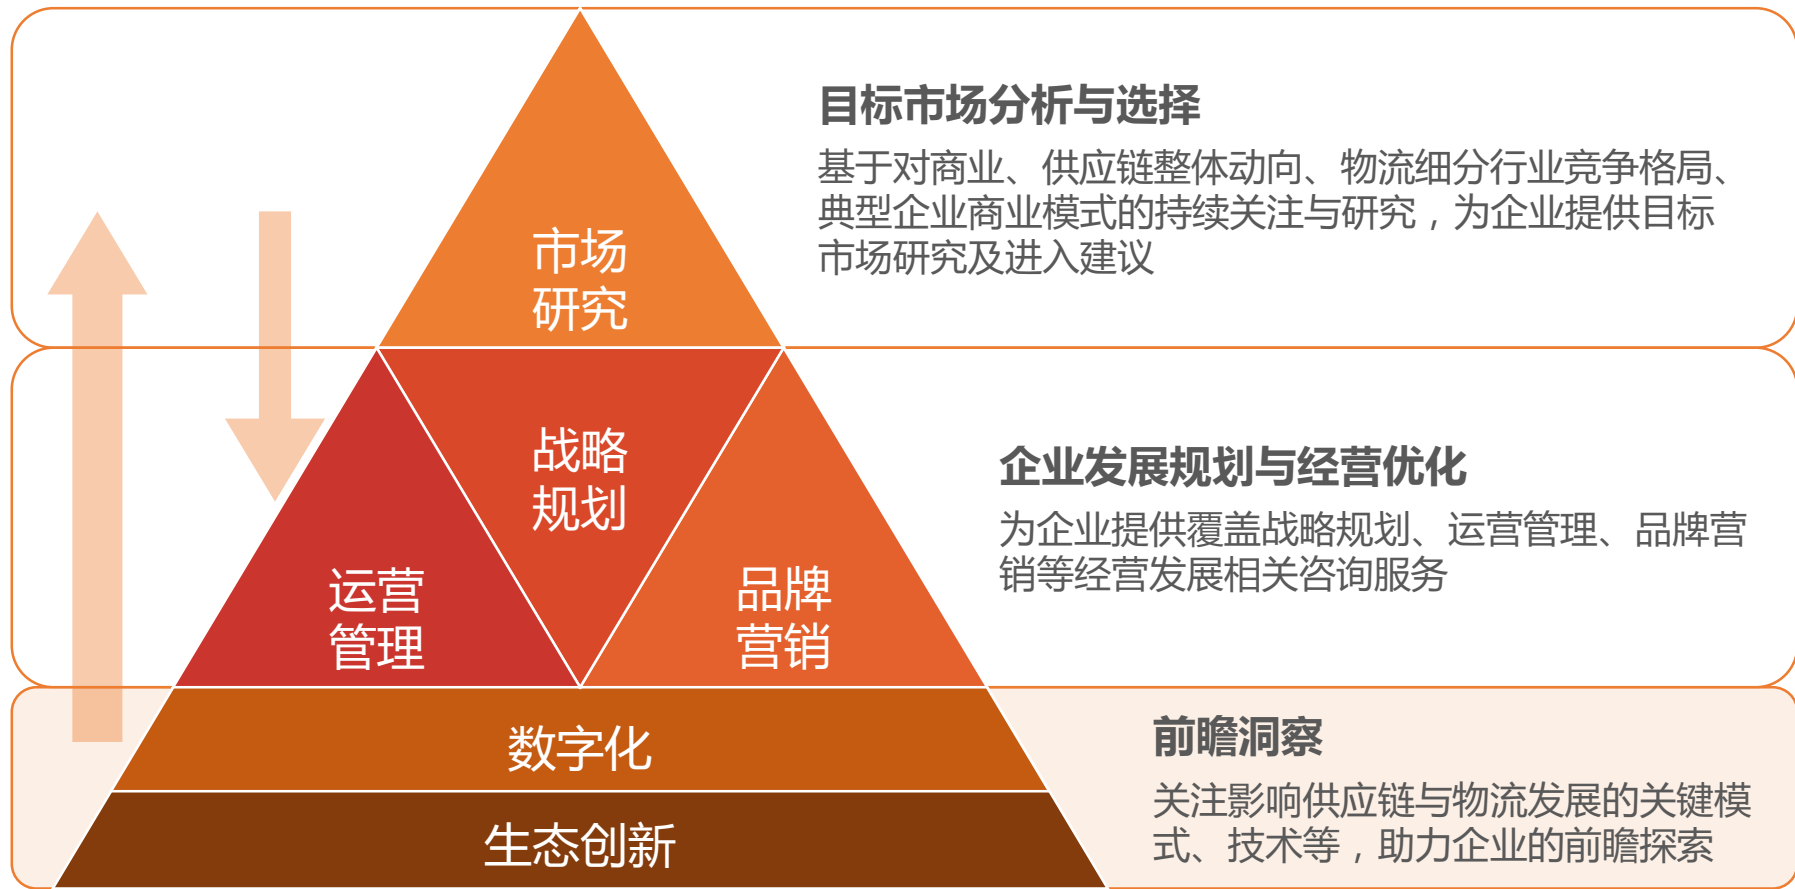 目标市场分析与选择
基于对商业、供应链整体动向、物流细分行业竞争格局、
典型企业商业模式的持续关注与研究，为企业提供目标
市场研究及进入建议
市场
研究
战略
规划
运营
管理
品牌
营销
企业发展规划与经营优化
为企业提供覆盖战略规划、运营管理、品牌营
销等经营发展相关咨询服务
数字化
生态创新
前瞻洞察
关注影响供应链与物流发展的关键模
式、技术等，助力企业的前瞻探索